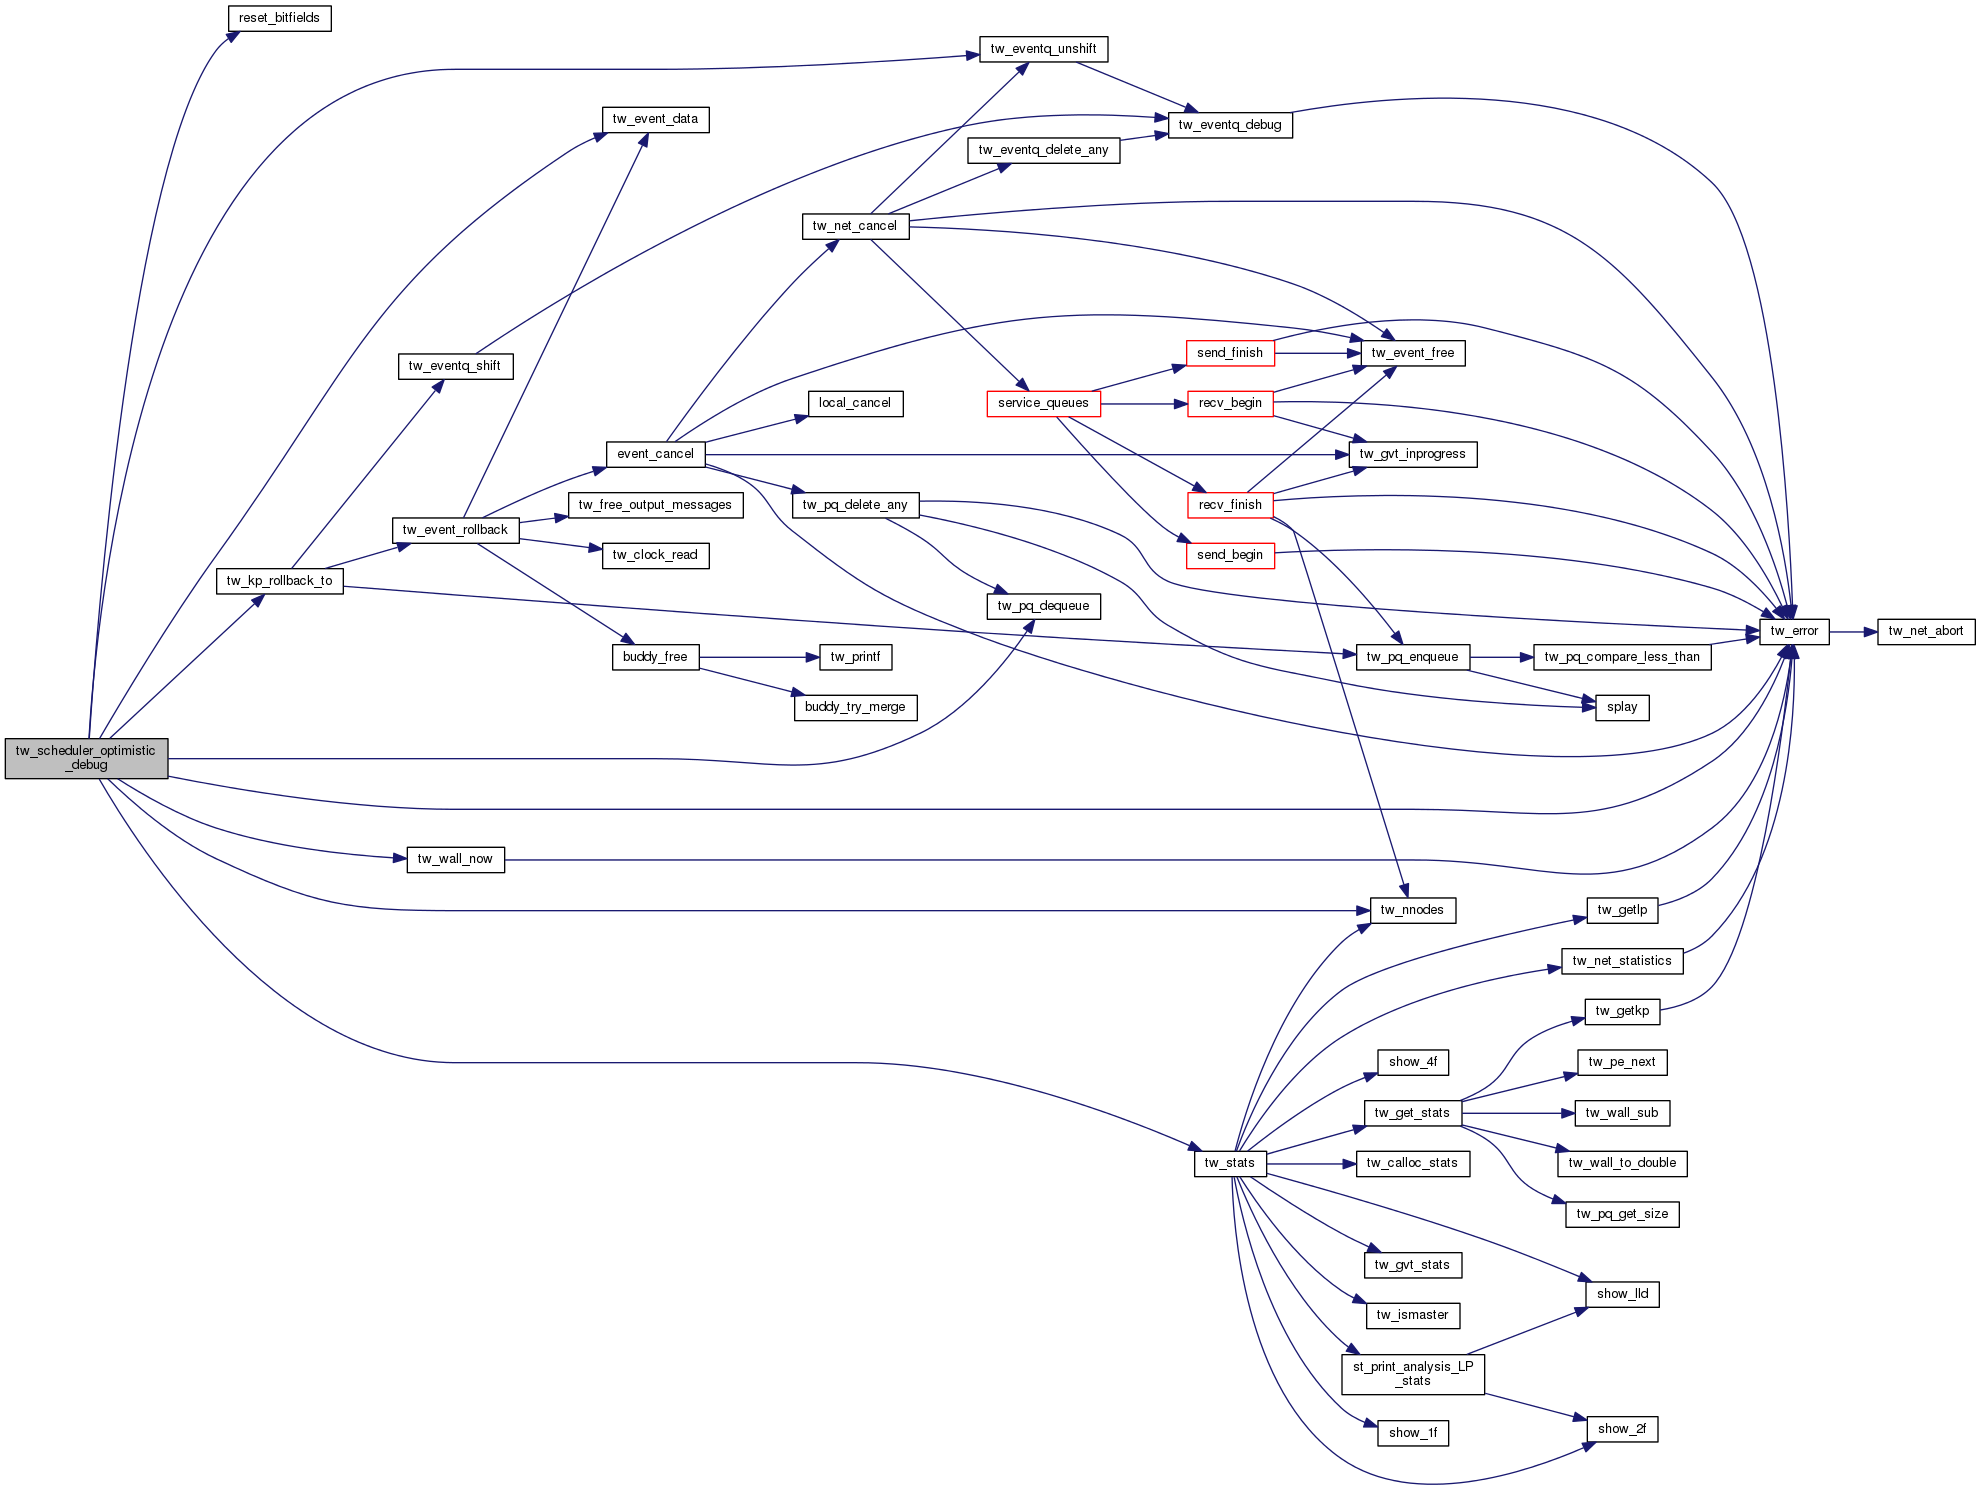 reset_bitfields
tw_eventq_unshift
tw_event_data
tw_eventq_debug
tw_eventq_delete_any
tw_net_cancel
tw_eventq_shift
send_finish
tw_event_free
local_cancel
service_queues
recv_begin
event_cancel
tw_gvt_inprogress
tw_free_output_messages
tw_pq_delete_any
recv_finish
tw_event_rollback
tw_clock_read
send_begin
tw_kp_rollback_to
tw_pq_dequeue
tw_error
tw_net_abort
buddy_free
tw_printf
tw_pq_enqueue
tw_pq_compare_less_than
buddy_try_merge
splay
tw_scheduler_optimistic
_debug
tw_wall_now
tw_nnodes
tw_getlp
tw_net_statistics
tw_getkp
show_4f
tw_pe_next
tw_get_stats
tw_wall_sub
tw_stats
tw_calloc_stats
tw_wall_to_double
tw_pq_get_size
tw_gvt_stats
show_lld
tw_ismaster
st_print_analysis_LP
_stats
show_1f
show_2f